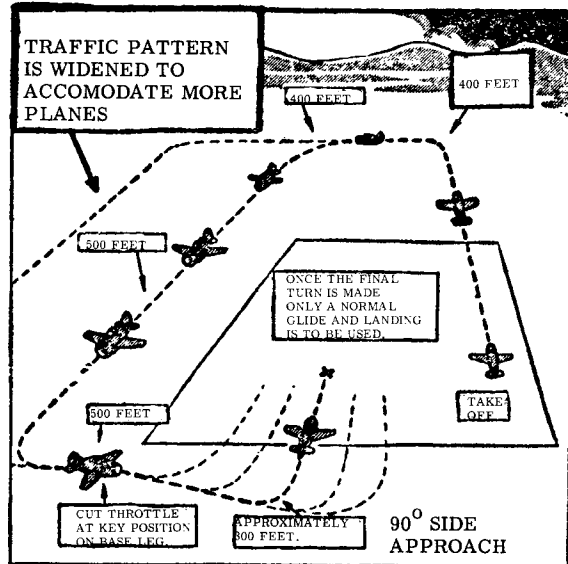 TRAFFIC PATTERN
IS WIDENED TO
ACCOMODATE MORE
PLANES
400 FEET
400 FEET
500 FEET
ONCE THE FINAL
TURN IS MADE
ONLY A NORMAL
GLIDE AND LANDING
IS TO BE USED.
500 FEET
TAKE
OFF
CUT THROTTLE
AT KEY POSITION
ON BASE LEG.
APPROXIMATELY
300 FEET.
90° SIDE
APPROACH